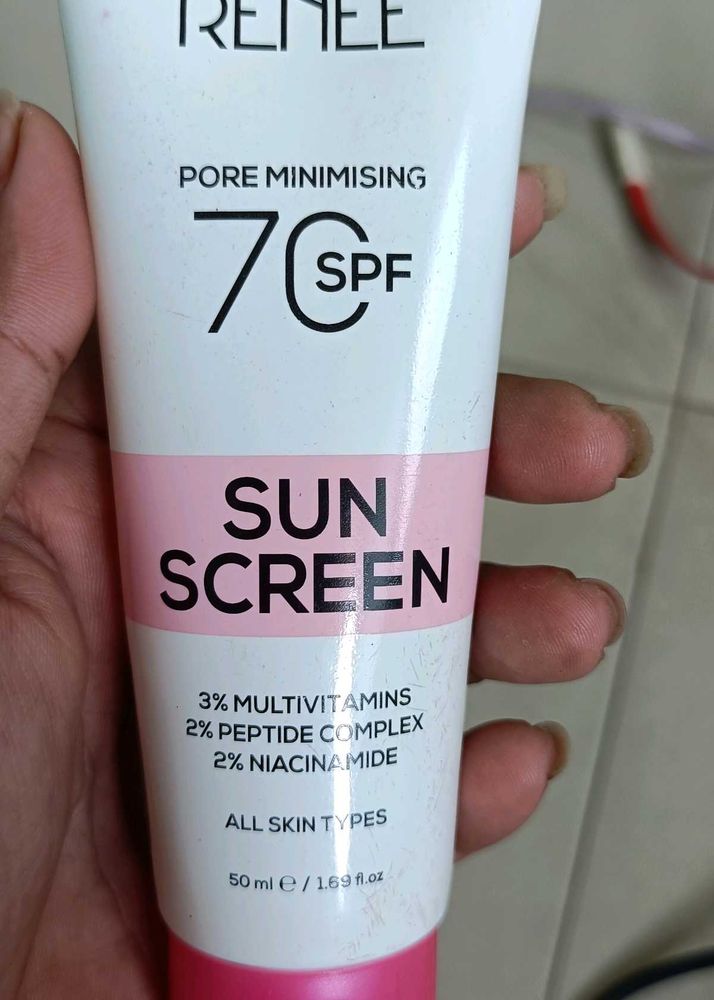 RENEE
PORE MINIMISING
70 SPF
SUN
SCREEN
3% MULTIVITAMINS
2% PEPTIDE COMPLEX
2% NIACINAMIDE
ALL SKIN TYPES
50 ml ℮ / 1.69 fl.oz